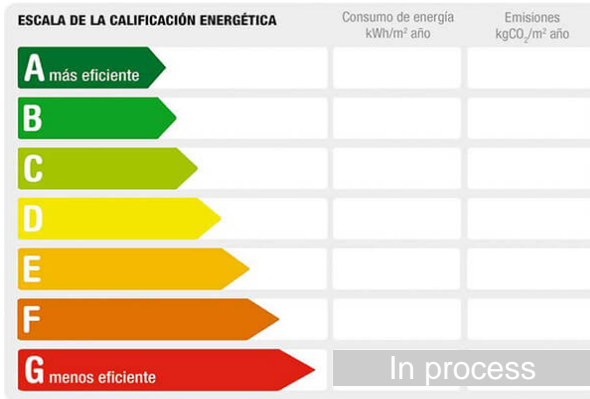 ESCALA DE LA CALIFICACIÓN ENERGÉTICA
Consumo de energía
kWh/m² año
Emisiones
kgCO₂/m² año
A más eficiente
B
C
D
E
F
G menos eficiente
In process